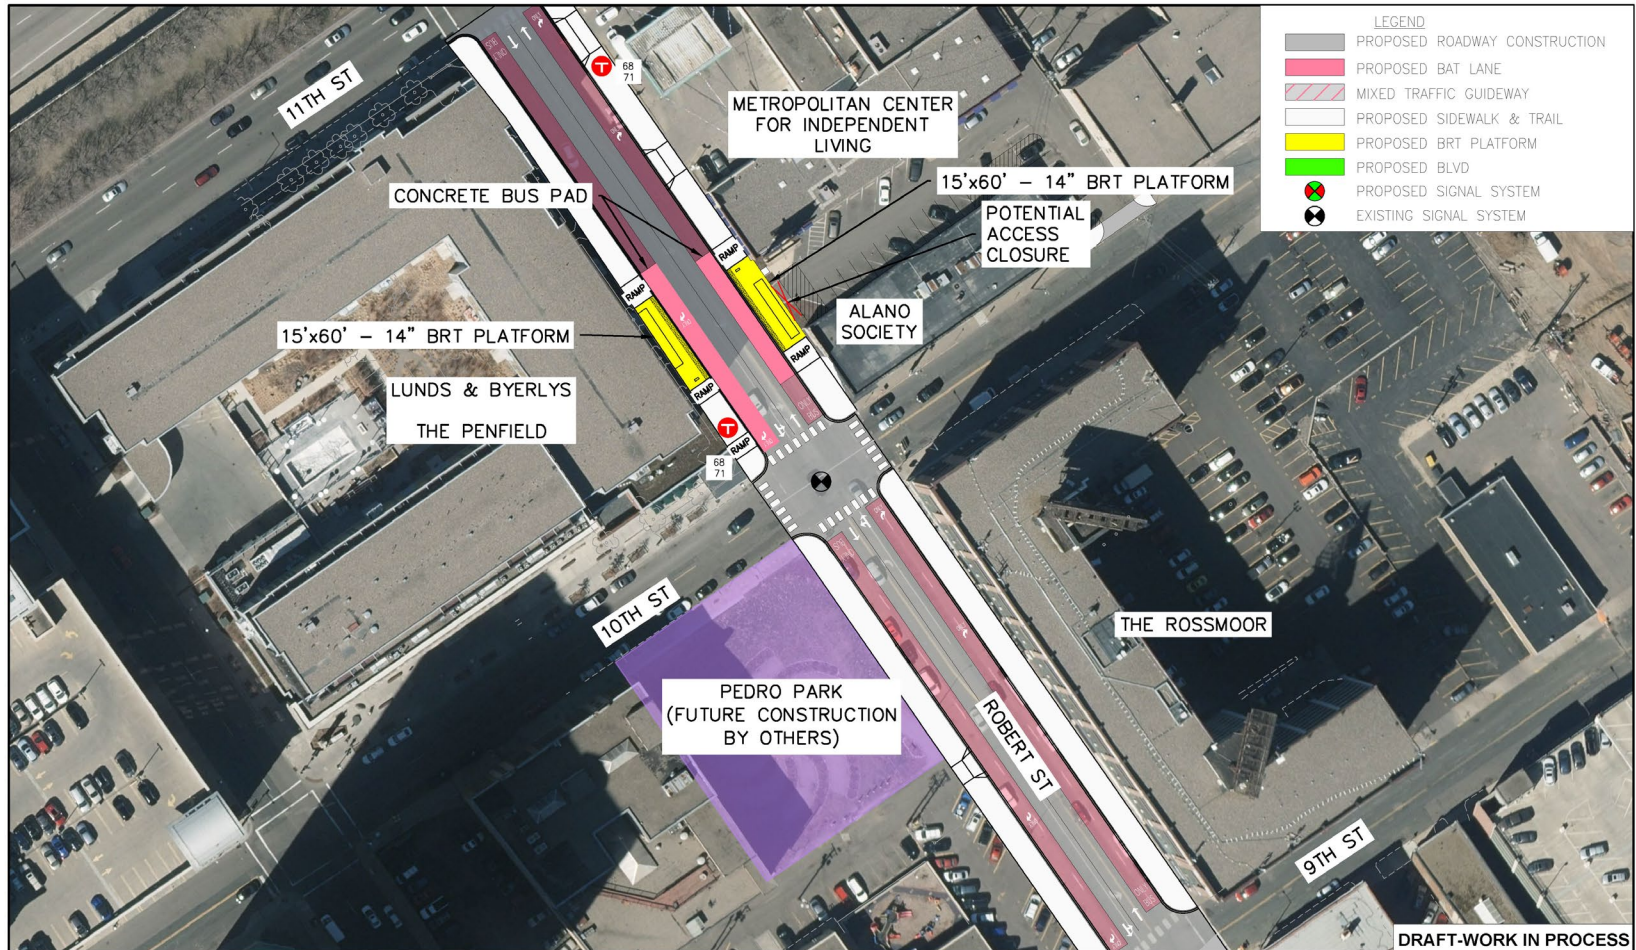 LEGEND
PROPOSED ROADWAY CONSTRUCTION
PROPOSED BAT LANE
MIXED TRAFFIC GUIDEWAY
PROPOSED SIDEWALK & TRAIL
PROPOSED BRT PLATFORM
PROPOSED BLVD
PROPOSED SIGNAL SYSTEM
EXISTING SIGNAL SYSTEM
11TH ST
BUS
ONLY
T
68
71
METROPOLITAN CENTER
FOR INDEPENDENT
LIVING
CONCRETE BUS PAD
15'x60' - 14" BRT PLATFORM
POTENTIAL
ACCESS
CLOSURE
RAMP
RAMP
ALANO
SOCIETY
15'x60' - 14" BRT PLATFORM
RAMP
RAMP
LUNDS & BYERLYS
THE PENFIELD
ONLY
BUS
T
RAMP
68
71
10TH ST
THE ROSSMOOR
PEDRO PARK
(FUTURE CONSTRUCTION
BY OTHERS)
ROBERT ST
9TH ST
DRAFT-WORK IN PROCESS